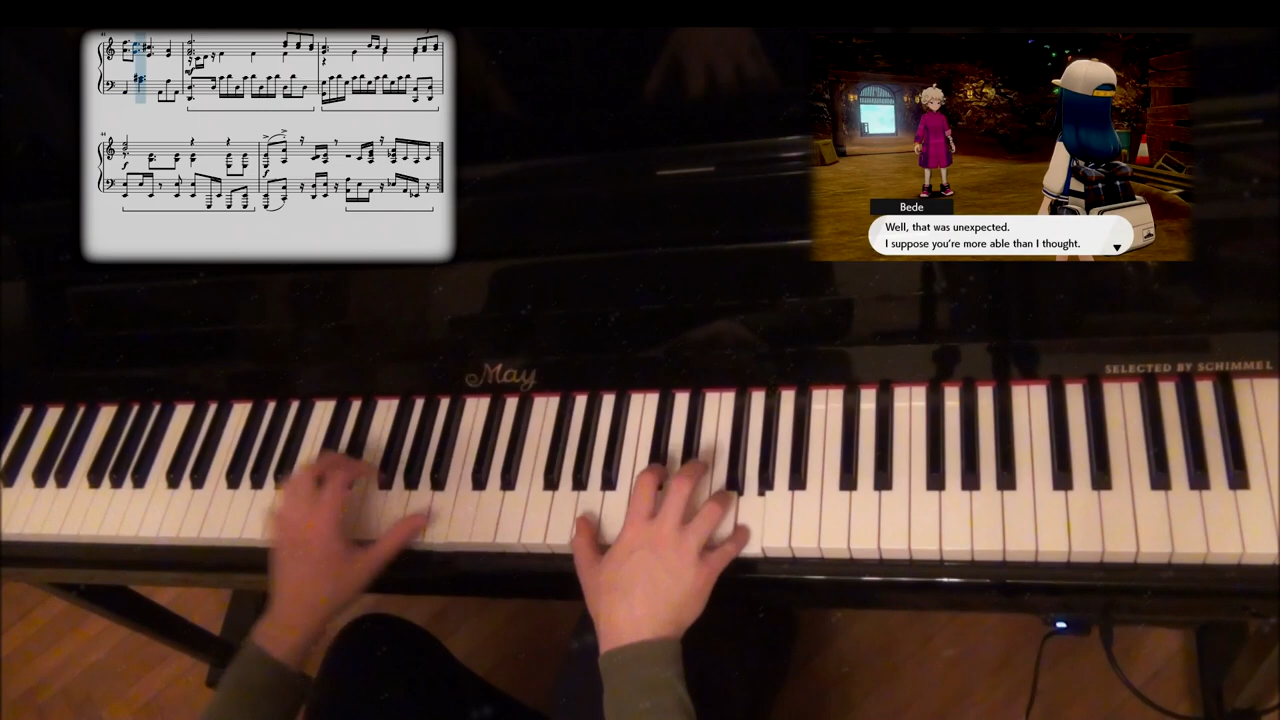 Bede
Well, that was unexpected.
I suppose you're more able than I thought.
May
SELECTED BY SCHIMMEL